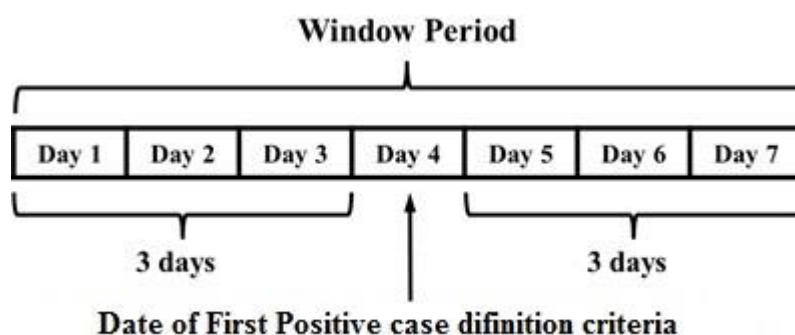 Window Period
Day 1 Day 2 Day 3 Day 4 Day 5 Day 6 Day 7
3 days 3 days
Date of First Positive case difinition criteria